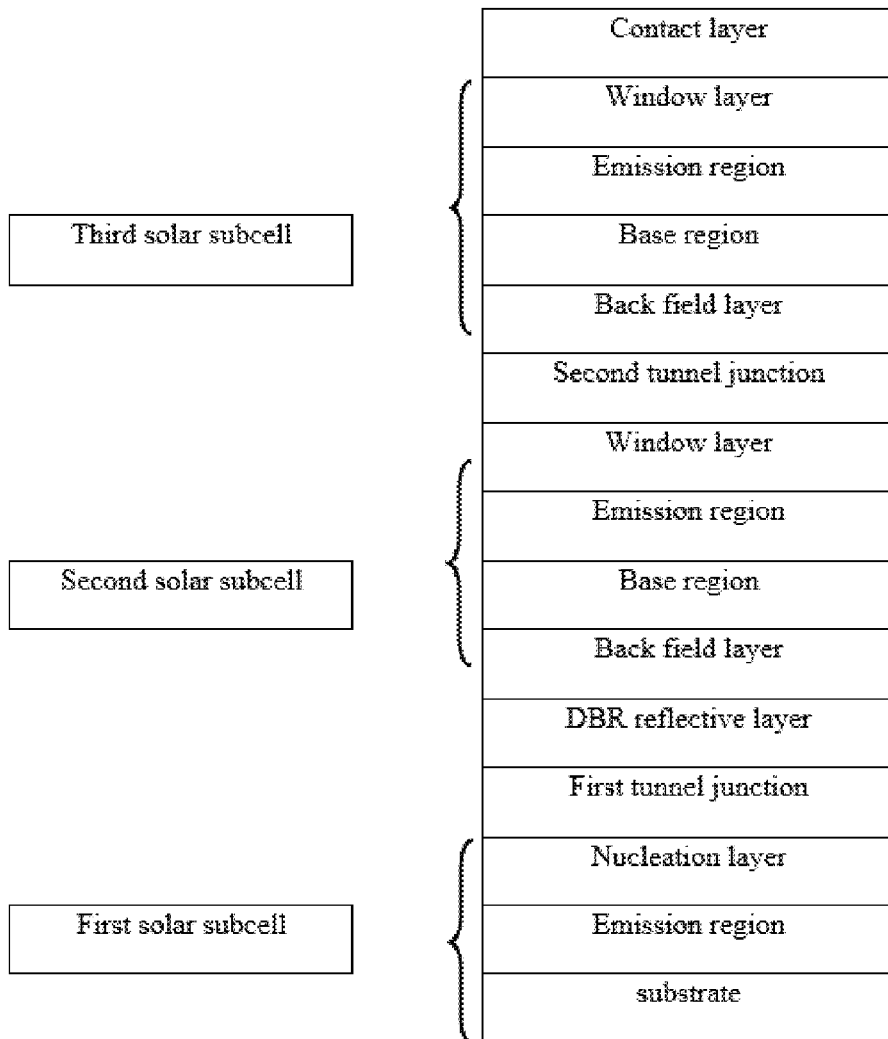 Contact layer
Window layer
Emission region
Third solar subcell
Base region
Back field layer
Second tunnel junction
Window layer
Emission region
Second solar subcell
Base region
Back field layer
DBR reflective layer
First tunnel junction
Nucleation layer
First solar subcell
Emission region
substrate